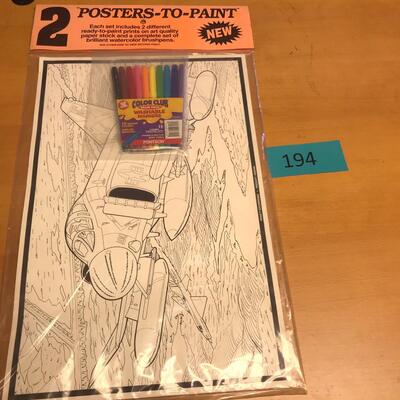 2 POSTERS-TO-PAINT
Each set includes 2 different
ready-to-paint prints on art quality
paper stock and a complete set of
brilliant watercolor brushpens.
NEW
COLOR CLUB
WASHABLE
MARKERS
194